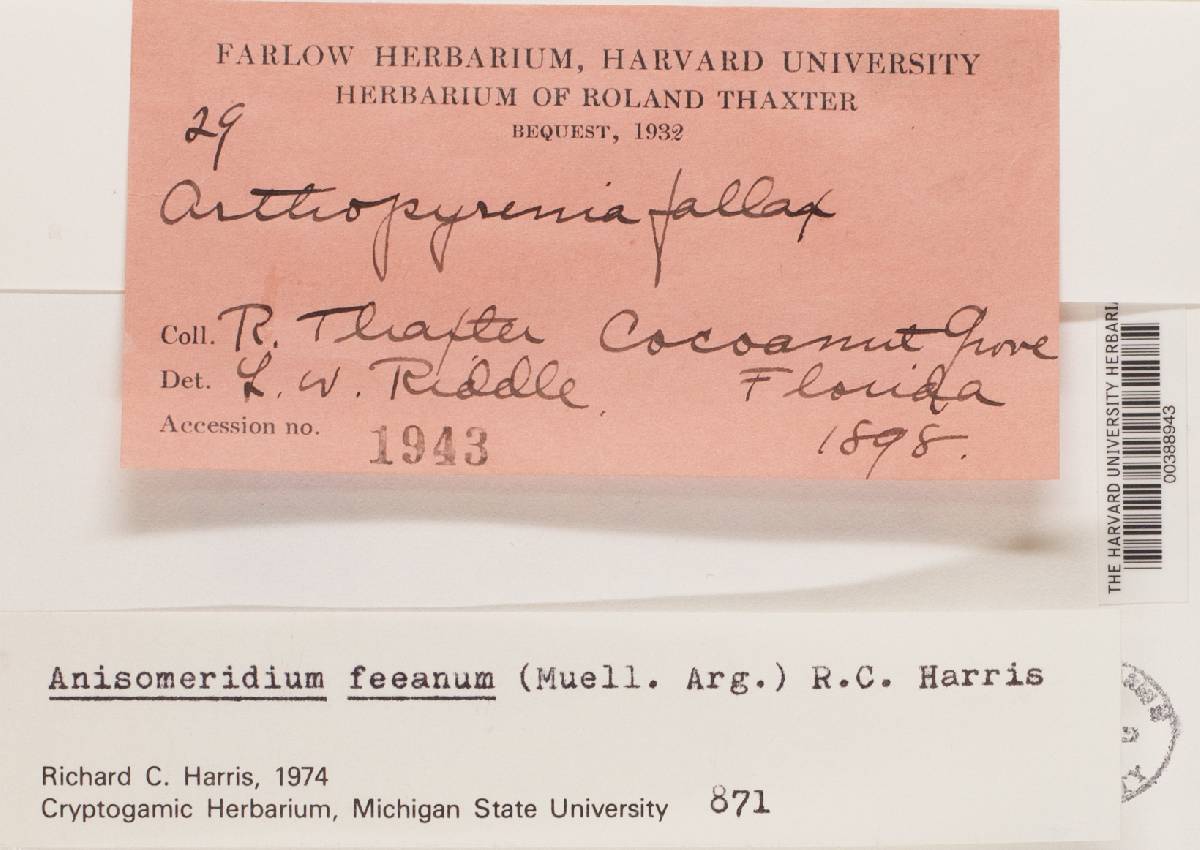 FARLOW HERBARIUM, HARVARD UNIVERSITY
HERBARIUM OF ROLAND THAXTER
BEQUEST, 1932
29
Arthopyrenia fallax
Coll. R. Thaxter Cocoanut Grove
Det. L. W. Riddle. Florida
Accession no. 1943 1898.
THE HARVARD UNIVERSITY HERBARI
00388943
Anisomeridium feeanum (Muell. Arg.) R.C. Harris
Richard C. Harris, 1974
Cryptogamic Herbarium, Michigan State University 871